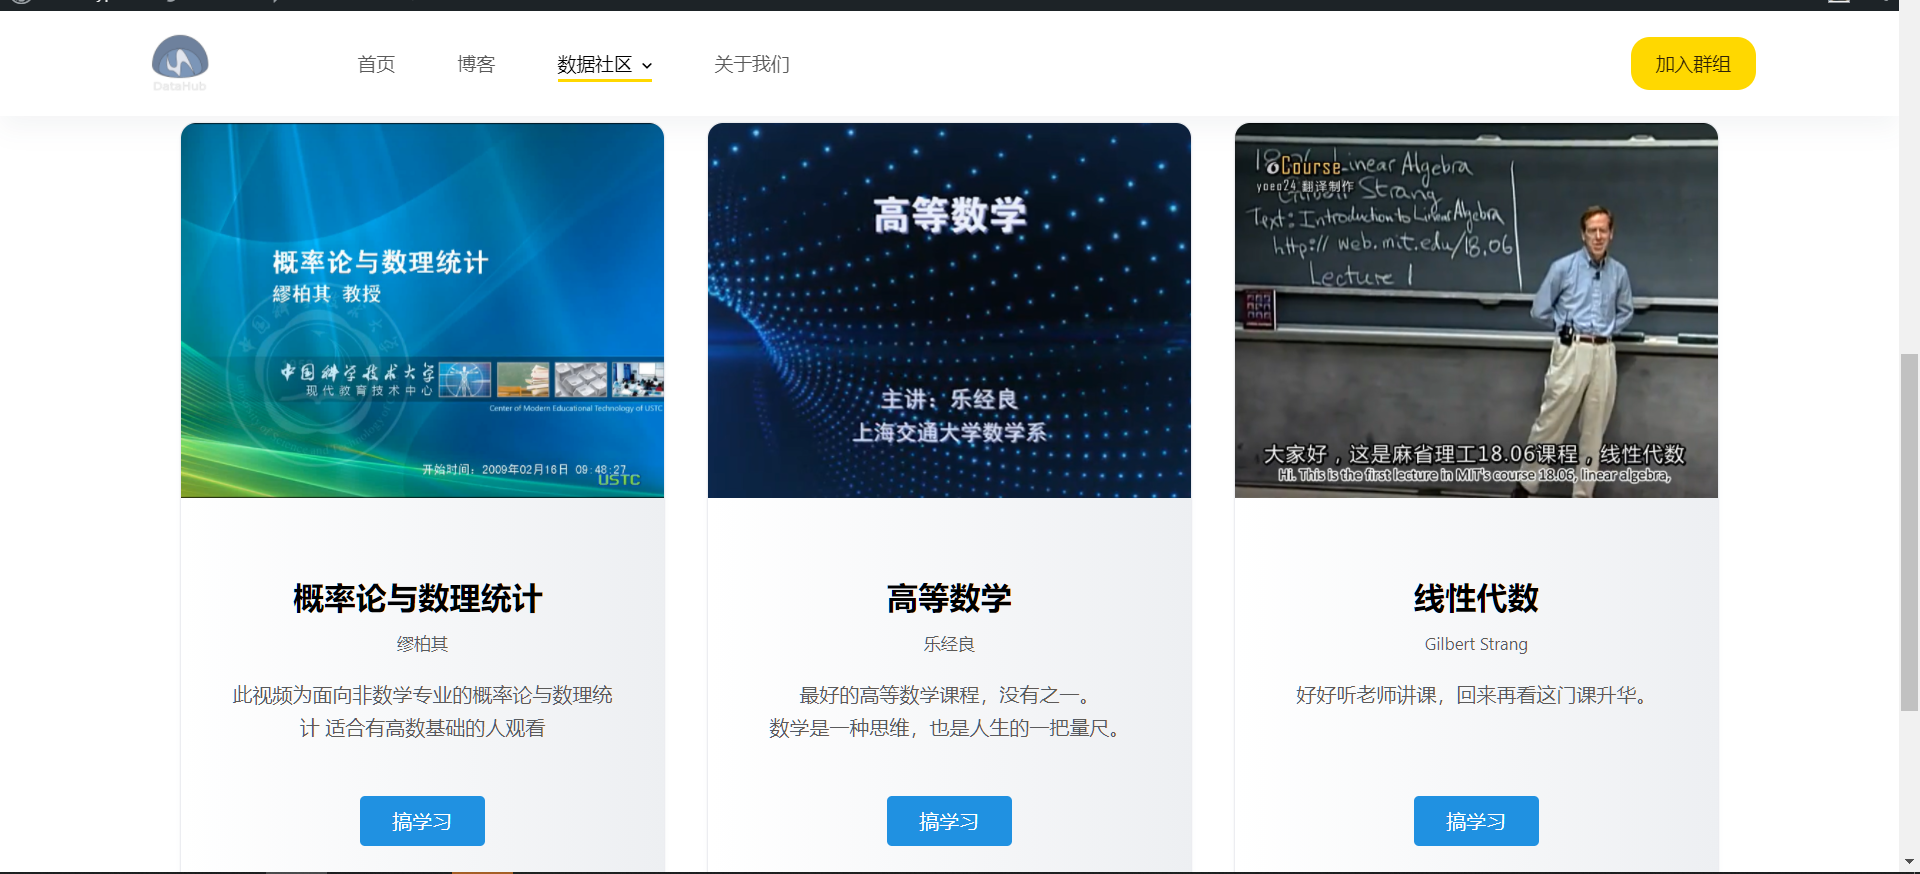 DataHub
首页
博客
数据社区
关于我们
加入群组
概率论与数理统计
繆柏其 教授
中国科学技术大学
现代教育技术中心
Center of Modern Educational Technology of USTC
开始时间：2009年02月16日 09:48:27
USTC
高等数学
主讲：乐经良
上海交通大学数学系
Course
yoeo24 翻译制作
Linear Algebra
Strang
Text: Introduction to Linear Algebra
http:// web.mit.edu/18.06
Lecture 1
大家好，这是麻省理工18.06课程，线性代数
Hi. This is the first lecture in MIT's course 18.06, linear algebra,
概率论与数理统计
缪柏其
此视频为面向非数学专业的概率论与数理统
计 适合有高数基础的人观看
搞学习
高等数学
乐经良
最好的高等数学课程，没有之一。
数学是一种思维，也是人生的一把量尺。
搞学习
线性代数
Gilbert Strang
好好听老师讲课，回来再看这门课升华。
搞学习